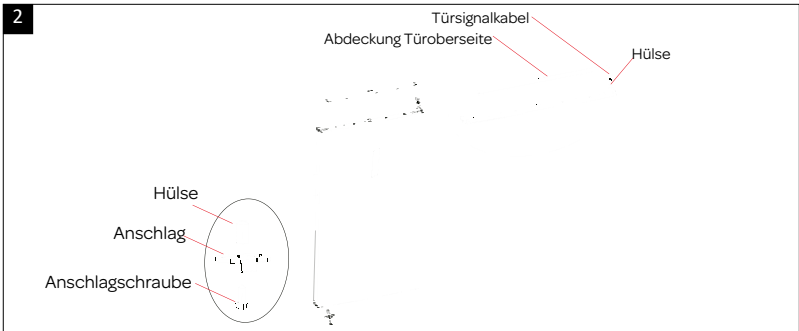 2
Türsignalkabel
Abdeckung Türoberseite
Hülse
Hülse
Anschlag
Anschlagschraube